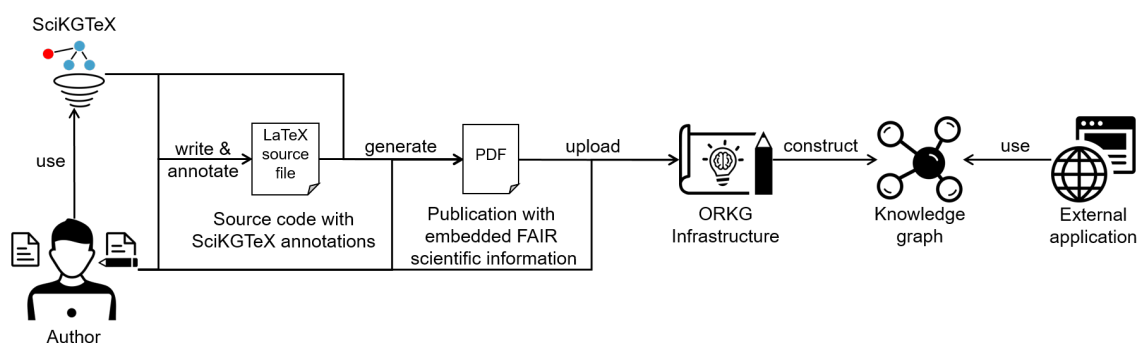 SciKGTeX
use
write &
annotate
LaTeX
source
file
Source code with
SciKGTeX annotations
generate
PDF
Publication with
embedded FAIR
scientific information
upload
ORKG
Infrastructure
construct
Knowledge
graph
use
External
application
Author